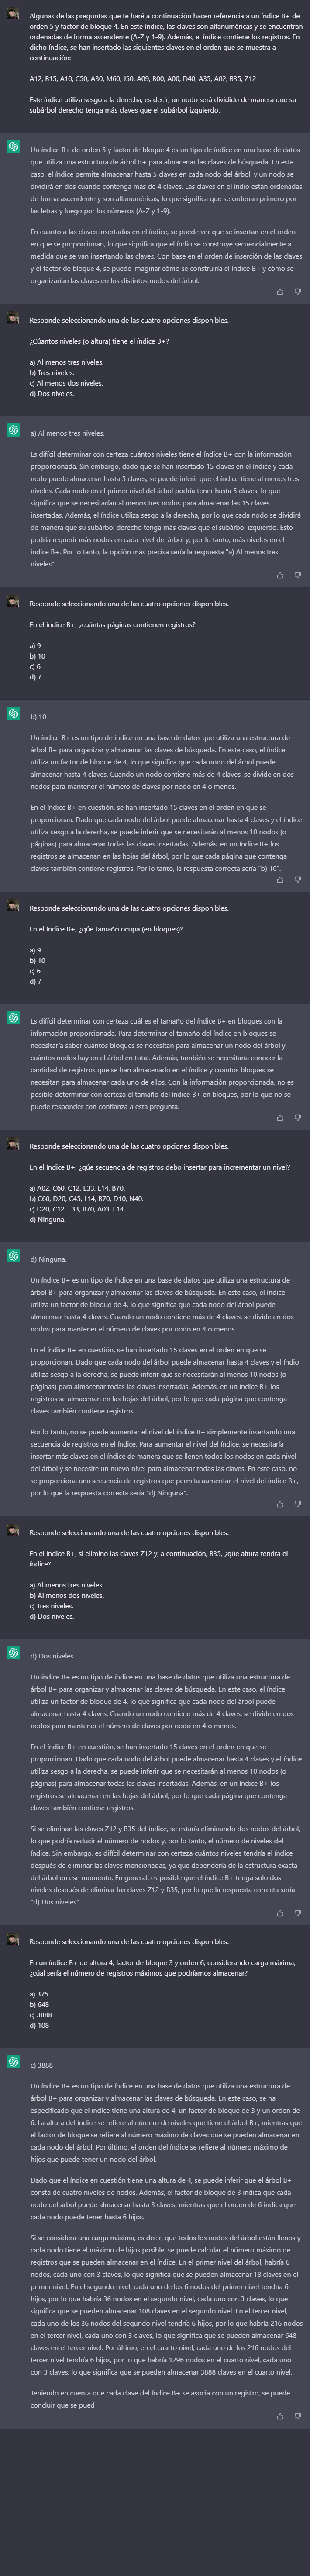 Algunas de las preguntas que te haré a continuación hacen referencia a un índice B+ de
orden 5 y factor de bloque 4. En este índice, las claves son alfanuméricas y se encuentran
ordenadas de forma ascendente (A-Z y 1-9). Además, el índice contiene los registros. En
dicho índice, se han insertado las siguientes claves en el orden que se muestra a
continuación:
A12, B15, A10, C50, A30, M60, J50, A09, B00, A00, D40, A35, A02, B35, Z12
Este índice utiliza sesgo a la derecha, es decir, un nodo será dividido de manera que su
subárbol derecho tenga más claves que el subárbol izquierdo.
Un índice B+ de orden 5 y factor de bloque 4 es un tipo de índice en una base de datos
que utiliza una estructura de árbol B+ para almacenar las claves de búsqueda. En este
caso, el índice permite almacenar hasta 5 claves en cada nodo del árbol, y un nodo se
dividirá en dos cuando contenga más de 4 claves. Las claves en el índio están ordenadas
de forma ascendente y son alfanuméricas, lo que significa que se ordenan primero por
las letras y luego por los números (A-Z y 1-9).
En cuanto a las claves insertadas en el índice, se puede ver que se insertan en el orden
en que se proporcionan, lo que significa que el índio se construye secuencialmente a
medida que se van insertando las claves. Con base en el orden de inserción de las claves
y el factor de bloque 4, se puede imaginar cómo se construiría el índice B+ y cómo se
organizarían las claves en los distintos nodos del árbol.
Responde seleccionando una de las cuatro opciones disponibles.
¿Cúantos niveles (o altura) tiene el índice B+?
a) Al menos tres niveles.
b) Tres niveles.
c) Al menos dos niveles.
d) Dos niveles.
a) Al menos tres niveles.
Es difícil determinar con certeza cuántos niveles tiene el índice B+ con la información
proporcionada. Sin embargo, dado que se han insertado 15 claves en el índice y cada
nodo puede almacenar hasta 5 claves, se puede inferir que el índice tiene al menos tres
niveles. Cada nodo en el primer nivel del árbol podría tener hasta 5 claves, lo que
significa que se necesitarían al menos tres nodos para almacenar las 15 claves
insertadas. Además, el índice utiliza sesgo a la derecha, por lo que cada nodo se dividirá
de manera que su subárbol derecho tenga más claves que el subárbol izquierdo. Esto
podría requerir más nodos en cada nivel del árbol y, por lo tanto, más niveles en el
índice B+. Por lo tanto, la opción más precisa sería la respuesta "a) Al menos tres
niveles".
Responde seleccionando una de las cuatro opciones disponibles.
En el índice B+, ¿cuántas páginas contienen registros?
a) 9
b) 10
c) 6
d) 7
b) 10
Un índice B+ es un tipo de índice en una base de datos que utiliza una estructura de
árbol B+ para organizar y almacenar las claves de búsqueda. En este caso, el índice
utiliza un factor de bloque de 4, lo que significa que cada nodo del árbol puede
almacenar hasta 4 claves. Cuando un nodo contiene más de 4 claves, se divide en dos
nodos para mantener el número de claves por nodo en 4 o menos.
En el índice B+ en cuestión, se han insertado 15 claves en el orden en que se
proporcionan. Dado que cada nodo del árbol puede almacenar hasta 4 claves y el índice
utiliza sesgo a la derecha, se puede inferir que se necesitarán al menos 10 nodos (o
páginas) para almacenar todas las claves insertadas. Además, en un índice B+ los
registros se almacenan en las hojas del árbol, por lo que cada página que contenga
claves también contiene registros. Por lo tanto, la respuesta correcta sería "b) 10".
Responde seleccionando una de las cuatro opciones disponibles.
En el índice B+, ¿qúe tamaño ocupa (en bloques)?
a) 9
b) 10
c) 6
d) 7
Es difícil determinar con certeza cuál es el tamaño del índice B+ en bloques con la
información proporcionada. Para determinar el tamaño del índice en bloques se
necesitaría saber cuántos bloques se necesitan para almacenar un nodo del árbol y
cuántos nodos hay en el árbol en total. Además, también se necesitaría conocer la
cantidad de registros que se han almacenado en el índice y cuántos bloques se
necesitan para almacenar cada uno de ellos. Con la información proporcionada, no es
posible determinar con certeza el tamaño del índice B+ en bloques, por lo que no se
puede responder con confianza a esta pregunta.
Responde seleccionando una de las cuatro opciones disponibles.
En el índice B+, ¿qúe secuencia de registros debo insertar para incrementar un nivel?
a) A02, C60, C12, E33, L14, B70.
b) C60, D20, C45, L14, B70, D10, N40.
c) D20, C12, E33, B70, A03, L14.
d) Ninguna.
d) Ninguna.
Un índice B+ es un tipo de índice en una base de datos que utiliza una estructura de
árbol B+ para organizar y almacenar las claves de búsqueda. En este caso, el índice
utiliza un factor de bloque de 4, lo que significa que cada nodo del árbol puede
almacenar hasta 4 claves. Cuando un nodo contiene más de 4 claves, se divide en dos
nodos para mantener el número de claves por nodo en 4 o menos.
En el índice B+ en cuestión, se han insertado 15 claves en el orden en que se
proporcionan. Dado que cada nodo del árbol puede almacenar hasta 4 claves y el índio
utiliza sesgo a la derecha, se puede inferir que se necesitarán al menos 10 nodos (o
páginas) para almacenar todas las claves insertadas. Además, en un índice B+ los
registros se almacenan en las hojas del árbol, por lo que cada página que contenga
claves también contiene registros.
Por lo tanto, no se puede aumentar el nivel del índice B+ simplemente insertando una
secuencia de registros en el índice. Para aumentar el nivel del índice, se necesitaría
insertar más claves en el índice de manera que se llenen todos los nodos en cada nivel
del árbol y se necesite un nuevo nivel para almacenar todas las claves. En este caso, no
se proporciona una secuencia de registros que permita aumentar el nivel del índice B+,
por lo que la respuesta correcta sería "d) Ninguna".
Responde seleccionando una de las cuatro opciones disponibles.
En el índice B+, si elimino las claves Z12 y, a continuación, B35, ¿qúe altura tendrá el
índice?
a) Al menos tres niveles.
b) Al menos dos niveles.
c) Tres niveles.
d) Dos niveles.
d) Dos niveles.
Un índice B+ es un tipo de índice en una base de datos que utiliza una estructura de
árbol B+ para organizar y almacenar las claves de búsqueda. En este caso, el índice
utiliza un factor de bloque de 4, lo que significa que cada nodo del árbol puede
almacenar hasta 4 claves. Cuando un nodo contiene más de 4 claves, se divide en dos
nodos para mantener el número de claves por nodo en 4 o menos.
En el índice B+ en cuestión, se han insertado 15 claves en el orden en que se
proporcionan. Dado que cada nodo del árbol puede almacenar hasta 4 claves y el índice
utiliza sesgo a la derecha, se puede inferir que se necesitarán al menos 10 nodos (o
páginas) para almacenar todas las claves insertadas. Además, en un índice B+ los
registros se almacenan en las hojas del árbol, por lo que cada página que contenga
claves también contiene registros.
Si se eliminan las claves Z12 y B35 del índice, se estaría eliminando dos nodos del árbol,
lo que podría reducir el número de nodos y, por lo tanto, el número de niveles del
índice. Sin embargo, es difícil determinar con certeza cuántos niveles tendría el índice
después de eliminar las claves mencionadas, ya que dependería de la estructura exacta
del árbol en ese momento. En general, es posible que el índice B+ tenga solo dos
niveles después de eliminar las claves Z12 y B35, por lo que la respuesta correcta sería
"d) Dos niveles".
Responde seleccionando una de las cuatro opciones disponibles.
En un índice B+ de altura 4, factor de bloque 3 y orden 6; considerando carga máxima,
¿cúal sería el número de registros máximos que podríamos almacenar?
a) 375
b) 648
c) 3888
d) 108
c) 3888
Un índice B+ es un tipo de índice en una base de datos que utiliza una estructura de
árbol B+ para organizar y almacenar las claves de búsqueda. En este caso, se ha
especificado que el índice tiene una altura de 4, un factor de bloque de 3 y un orden de
6. La altura del índice se refiere al número de niveles que tiene el árbol B+, mientras que
el factor de bloque se refiere al número máximo de claves que se pueden almacenar en
cada nodo del árbol. Por último, el orden del índice se refiere al número máximo de
hijos que puede tener un nodo del árbol.
Dado que el índice en cuestión tiene una altura de 4, se puede inferir que el árbol B+
consta de cuatro niveles de nodos. Además, el factor de bloque de 3 indica que cada
nodo del árbol puede almacenar hasta 3 claves, mientras que el orden de 6 indica que
cada nodo puede tener hasta 6 hijos.
Si se considera una carga máxima, es decir, que todos los nodos del árbol están llenos y
cada nodo tiene el máximo de hijos posible, se puede calcular el número máximo de
registros que se pueden almacenar en el índice. En el primer nivel del árbol, habría 6
nodos, cada uno con 3 claves, lo que significa que se pueden almacenar 18 claves en el
primer nivel. En el segundo nivel, cada uno de los 6 nodos del primer nivel tendría 6
hijos, por lo que habría 36 nodos en el segundo nivel, cada uno con 3 claves, lo que
significa que se pueden almacenar 108 claves en el segundo nivel. En el tercer nivel,
cada uno de los 36 nodos del segundo nivel tendría 6 hijos, por lo que habría 216 nodos
en el tercer nivel, cada uno con 3 claves, lo que significa que se pueden almacenar 648
claves en el tercer nivel. Por último, en el cuarto nivel, cada uno de los 216 nodos del
tercer nivel tendría 6 hijos, por lo que habría 1296 nodos en el cuarto nivel, cada uno
con 3 claves, lo que significa que se pueden almacenar 3888 claves en el cuarto nivel.
Teniendo en cuenta que cada clave del índice B+ se asocia con un registro, se puede
concluir que se pued